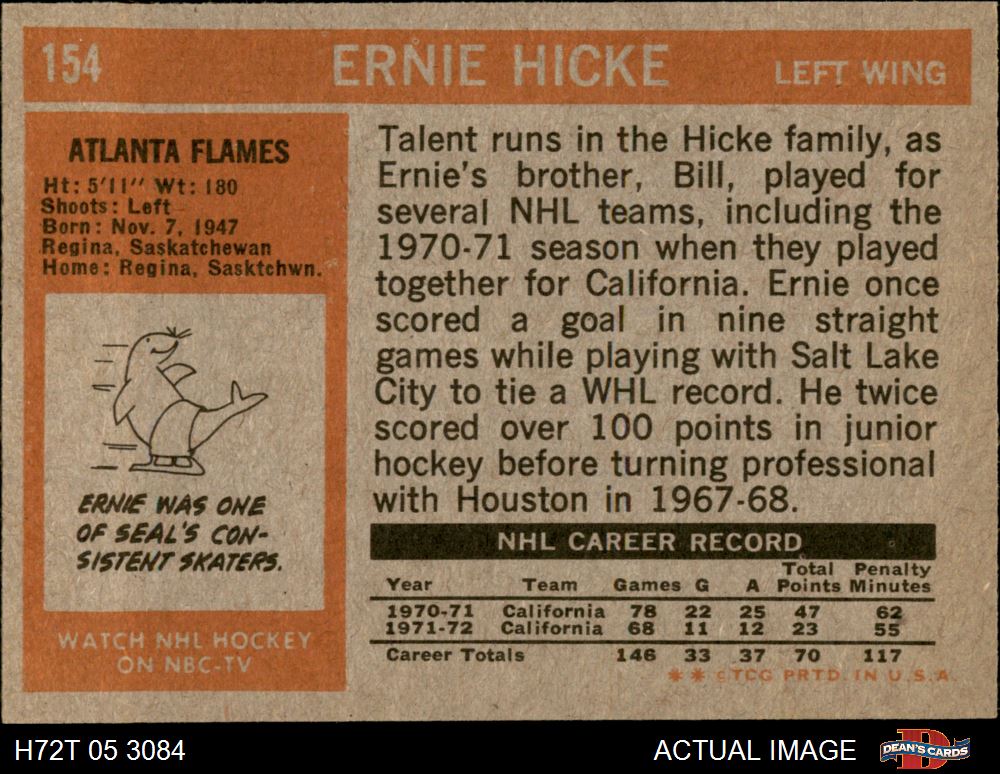 154 ERNIE HICKE LEFT WING
ATLANTA FLAMES
Ht: 5'11" Wt: 180
Shoots: Left
Born: Nov. 7, 1947
Regina, Saskatchewan
Home: Regina, Sasktchwn.
ERNIE WAS ONE
OF SEAL'S CON-
SISTENT SKATERS.
WATCH NHL HOCKEY
ON NBC-TV
Talent runs in the Hicke family, as
Ernie's brother, Bill, played for
several NHL teams, including the
1970-71 season when they played
together for California. Ernie once
scored a goal in nine straight
games while playing with Salt Lake
City to tie a WHL record. He twice
scored over 100 points in junior
hockey before turning professional
with Houston in 1967-68.
NHL CAREER RECORD
Total Penalty
Year Team Games G A Points Minutes
1970-71 California 78 22 25 47 62
1971-72 California 68 11 12 23 55
Career Totals 146 33 37 70 117
** © TCG PRTD. IN U.S.A.
H72T 05 3084 ACTUAL IMAGE DEAN'S CARDS